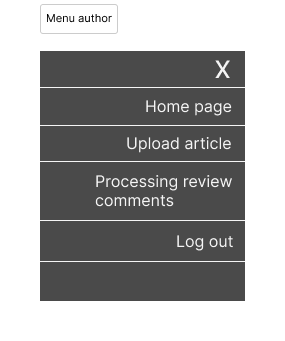 Menu author
X
Home page
Upload article
Processing review
comments
Log out